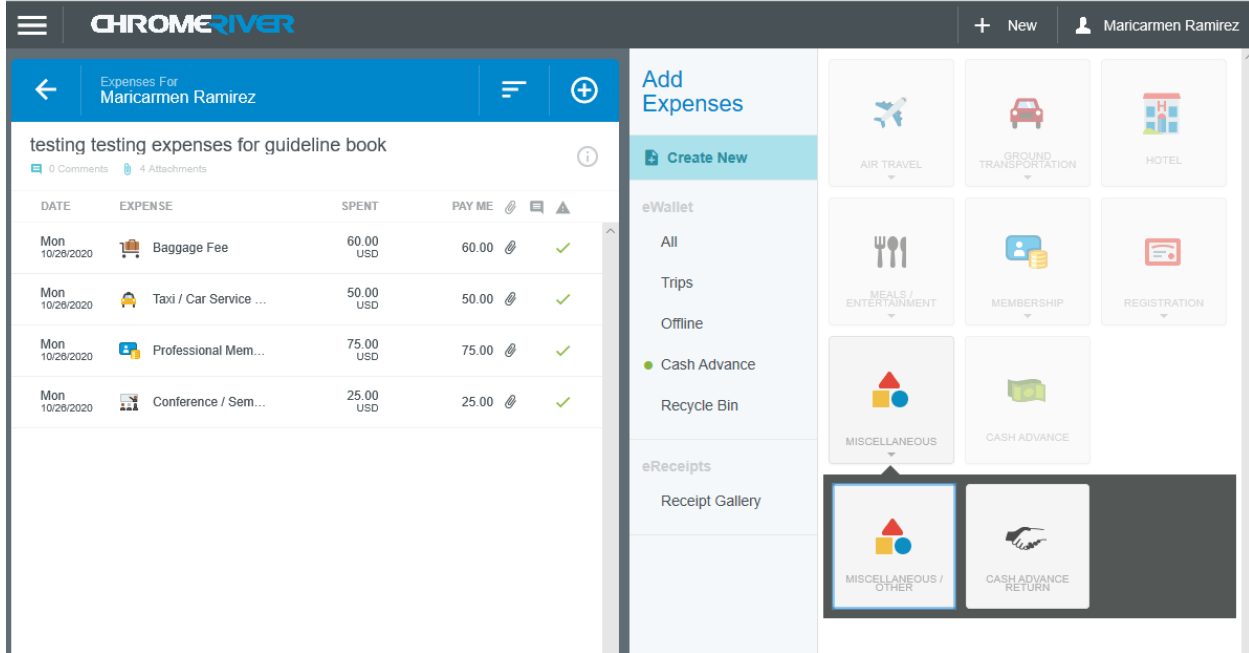 CHROMERIVER
New
Maricarmen Ramirez
Expenses For
Maricarmen Ramirez
testing testing expenses for guideline book
0 Comments 4 Attachments
DATE EXPENSE SPENT PAY ME
Mon
10/26/2020
Baggage Fee
60.00
USD
60.00
Mon
10/26/2020
Taxi / Car Service ...
50.00
USD
50.00
Mon
10/26/2020
Professional Mem...
75.00
USD
75.00
Mon
10/26/2020
Conference / Sem...
25.00
USD
25.00
Add
Expenses
Create New
eWallet
All
Trips
Offline
Cash Advance
Recycle Bin
eReceipts
Receipt Gallery
AIR TRAVEL
GROUND
TRANSPORTATION
HOTEL
MEALS /
ENTERTAINMENT
MEMBERSHIP
REGISTRATION
MISCELLANEOUS
CASH ADVANCE
MISCELLANEOUS /
OTHER
CASH ADVANCE
RETURN